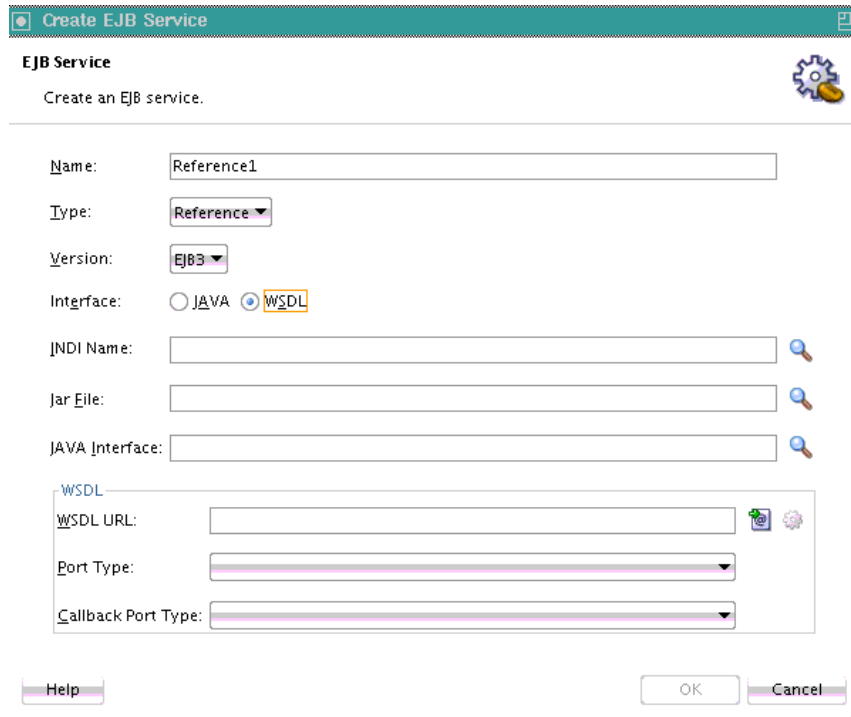 Create EJB Service
EJB Service
Create an EJB service.
Name: Reference1
Type: Reference
Version: EJB3
Interface: JAVA WSDL
JNDI Name:
Jar File:
JAVA Interface:
WSDL
WSDL URL:
Port Type:
Callback Port Type:
Help OK Cancel